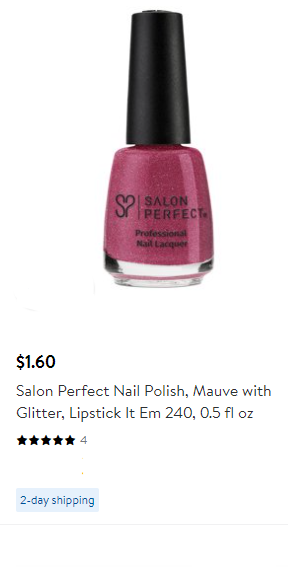 SP SALON
PERFECT
Professional
Nail Lacquer
$1.60
Salon Perfect Nail Polish, Mauve with
Glitter, Lipstick It Em 240, 0.5 fl oz
★★★★★ 4
2-day shipping